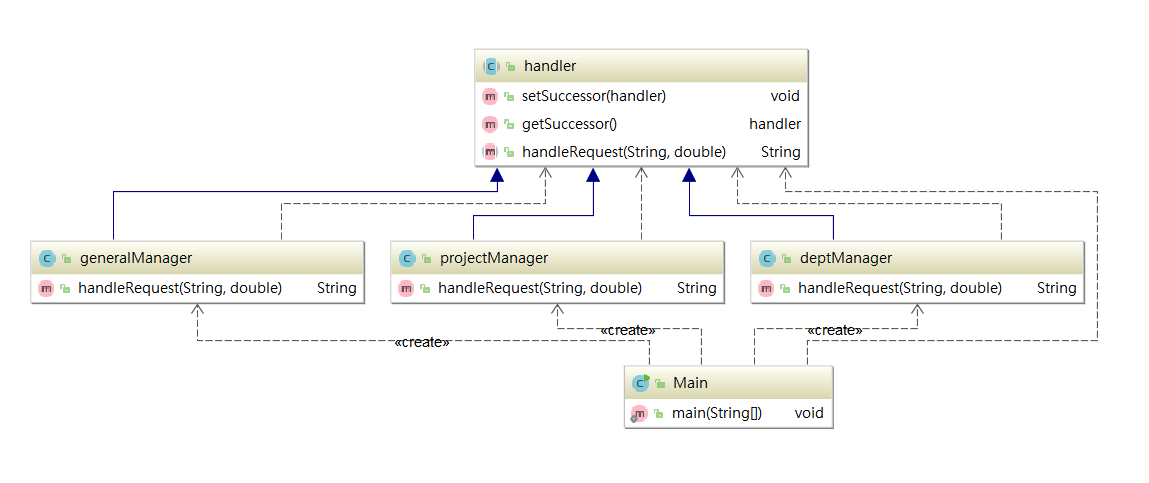 handler
setSuccessor(handler) void
getSuccessor() handler
handleRequest(String, double) String
generalManager
handleRequest(String, double) String
projectManager
handleRequest(String, double) String
deptManager
handleRequest(String, double) String
«create»
«create»
«create»
Main
main(String[]) void